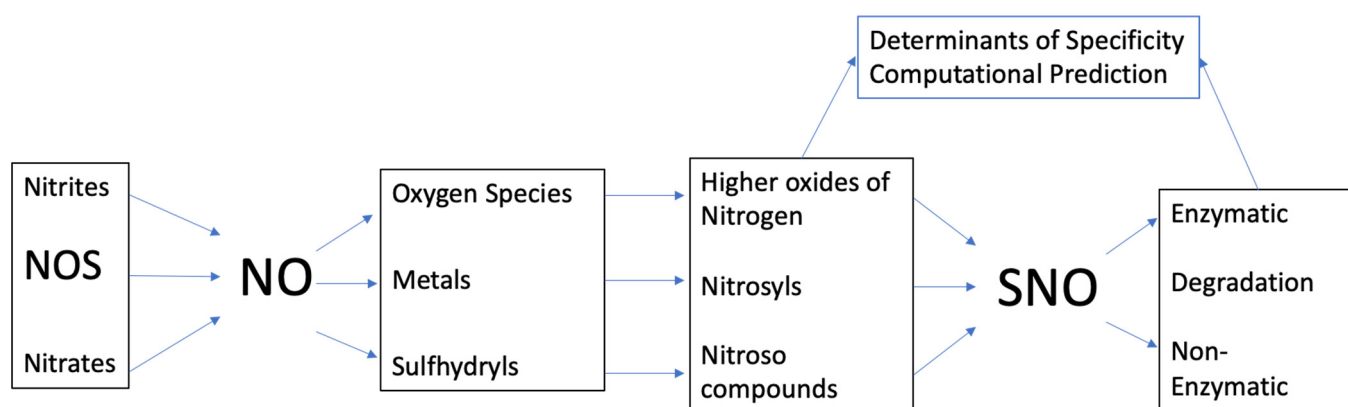 Determinants of Specificity
Computational Prediction
Nitrites
NOS
Nitrates
NO
Oxygen Species
Metals
Sulfhydryls
Higher oxides of
Nitrogen
Nitrosyls
Nitroso
compounds
SNO
Enzymatic
Degradation
Non-
Enzymatic